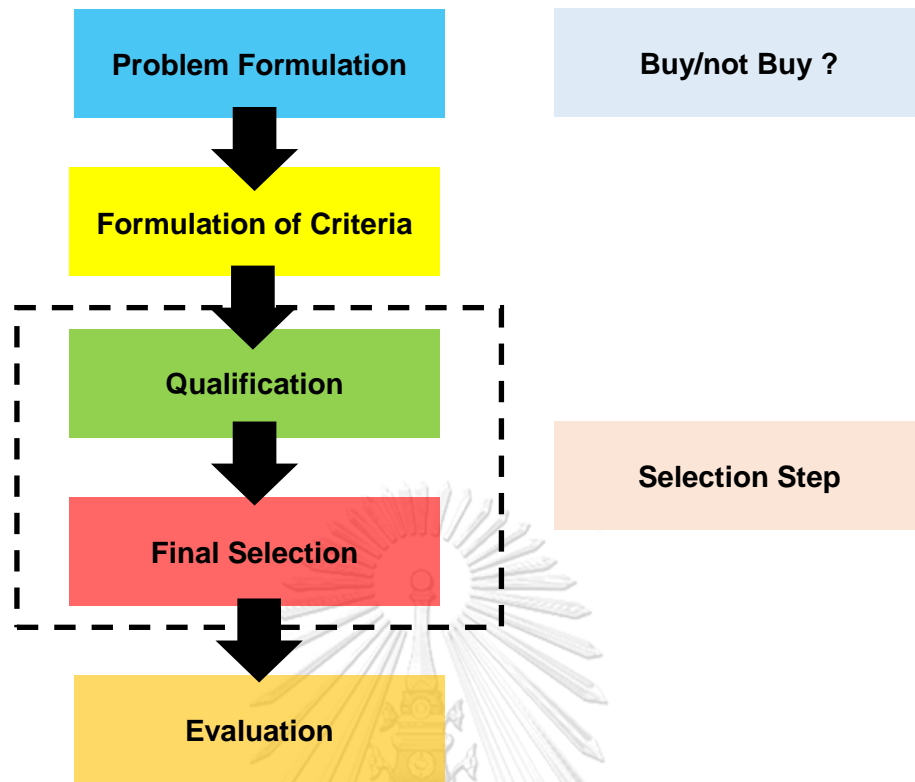 Problem Formulation
Buy/not Buy ?
Formulation of Criteria
Qualification
Selection Step
Final Selection
Evaluation